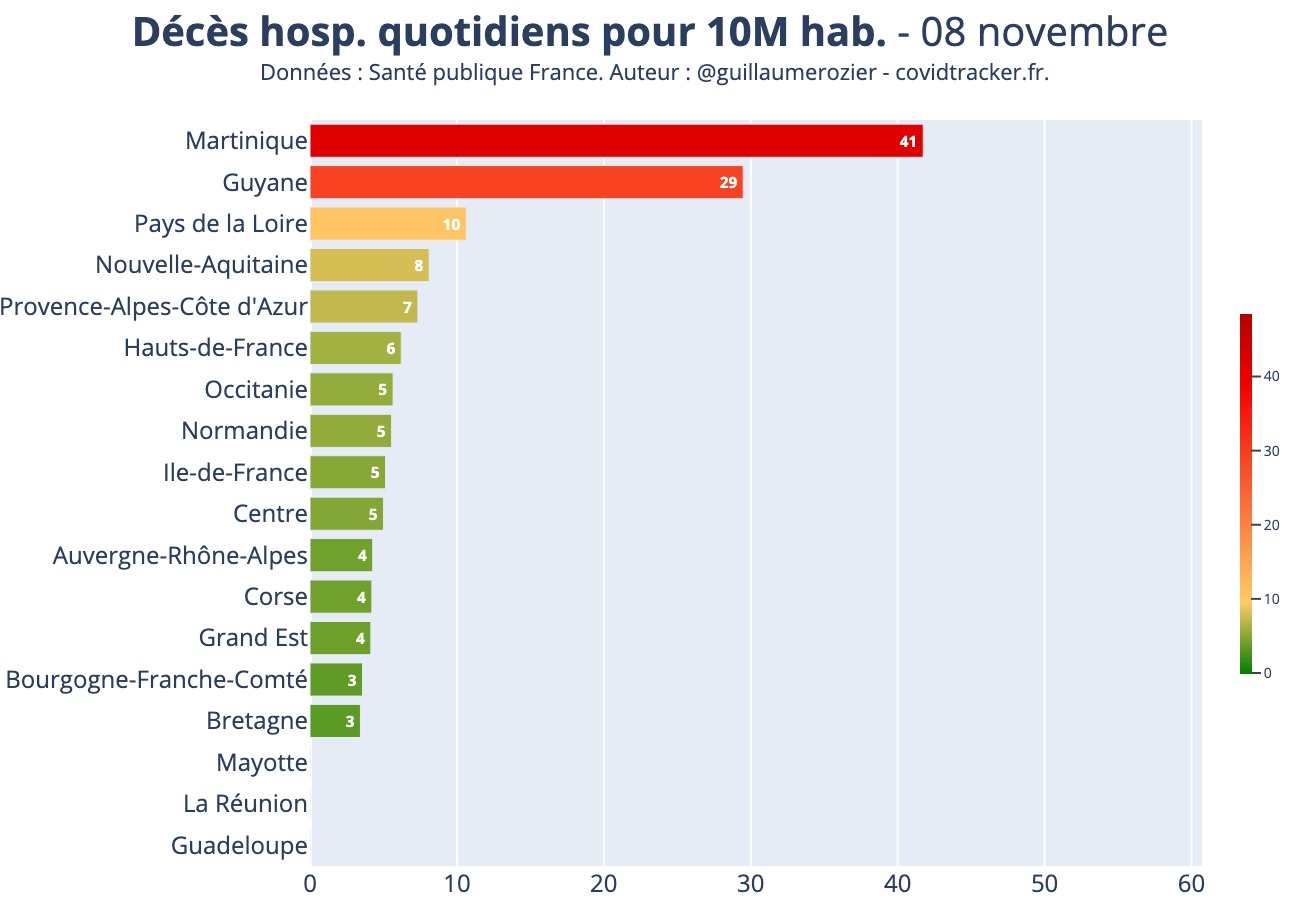 Décès hosp. quotidiens pour 10M hab. - 08 novembre
Données : Santé publique France. Auteur : @guillaumerozier - covidtracker.fr.
Martinique 41
Guyane 29
Pays de la Loire 10
Nouvelle-Aquitaine 8
Provence-Alpes-Côte d'Azur 7
Hauts-de-France 6
Occitanie 5
Normandie 5
Ile-de-France 5
Centre 5
Auvergne-Rhône-Alpes 4
Corse 4
Grand Est 4
Bourgogne-Franche-Comté 3
Bretagne 3
Mayotte
La Réunion
Guadeloupe
0 10 20 30 40 50 60
40
30
20
10
0